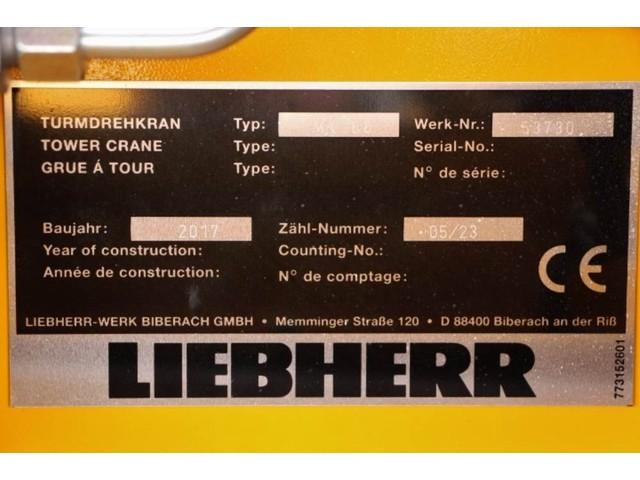 TURMDREHKRAN Typ: Werk-Nr.: 53730
TOWER CRANE Type: Serial-No.:
GRUE Á TOUR Type: N° de série:
Baujahr: 2017 Zähl-Nummer: 05/23
Year of construction: Counting-No.:
Année de construction: N° de comptage:
LIEBHERR-WERK BIBERACH GMBH • Memminger Straße 120 • D 88400 Biberach an der Riß
CE
LIEBHERR
773152601